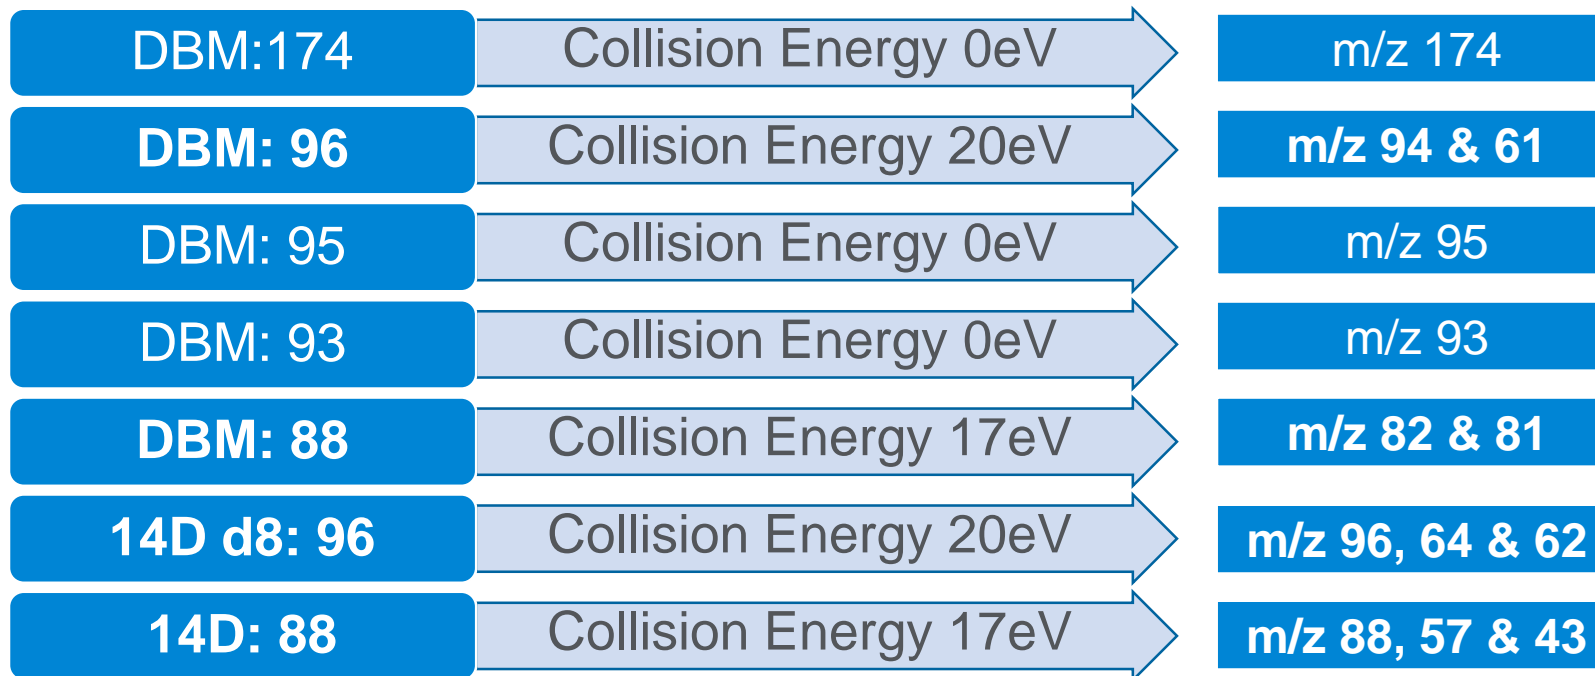 DBM:174 Collision Energy 0eV m/z 174
DBM: 96 Collision Energy 20eV m/z 94 & 61
DBM: 95 Collision Energy 0eV m/z 95
DBM: 93 Collision Energy 0eV m/z 93
DBM: 88 Collision Energy 17eV m/z 82 & 81
14D d8: 96 Collision Energy 20eV m/z 96, 64 & 62
14D: 88 Collision Energy 17eV m/z 88, 57 & 43